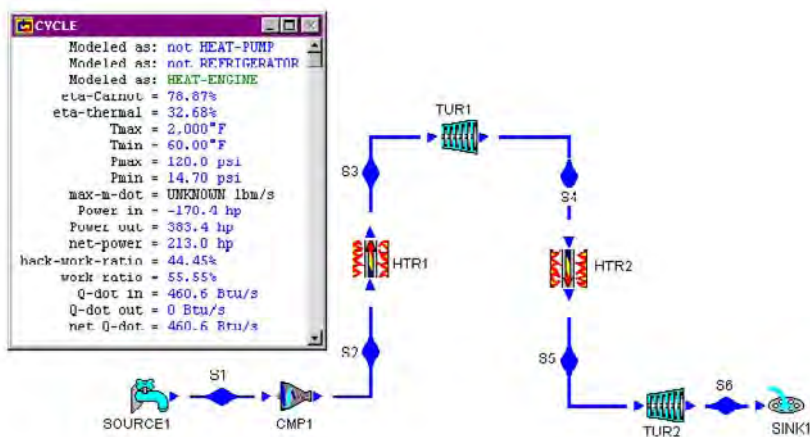 CYCLE
Modeled as: not HEAT-PUMP
Modeled as: not REFRIGERATOR
Modeled as: HEAT-ENGINE
eta-Carnot = 78.87%
eta-thermal = 32.68%
Tmax = 2,000°F
Tmin = 60.00°F
Pmax = 120.0 psi
Pmin = 14.70 psi
max-m-dot = UNKNOWN lbm/s
Power in = -170.4 hp
Power out = 383.4 hp
net-power = 213.0 hp
back-work-ratio = 44.45%
work ratio = 55.55%
Q-dot in = 460.6 Btu/s
Q-dot out = 0 Btu/s
net Q-dot = 460.6 Btu/s
TUR1
S3
S4
HTR1
HTR2
S2
S5
S1
S6
SOURCE1
CMP1
TUR2
SINK1